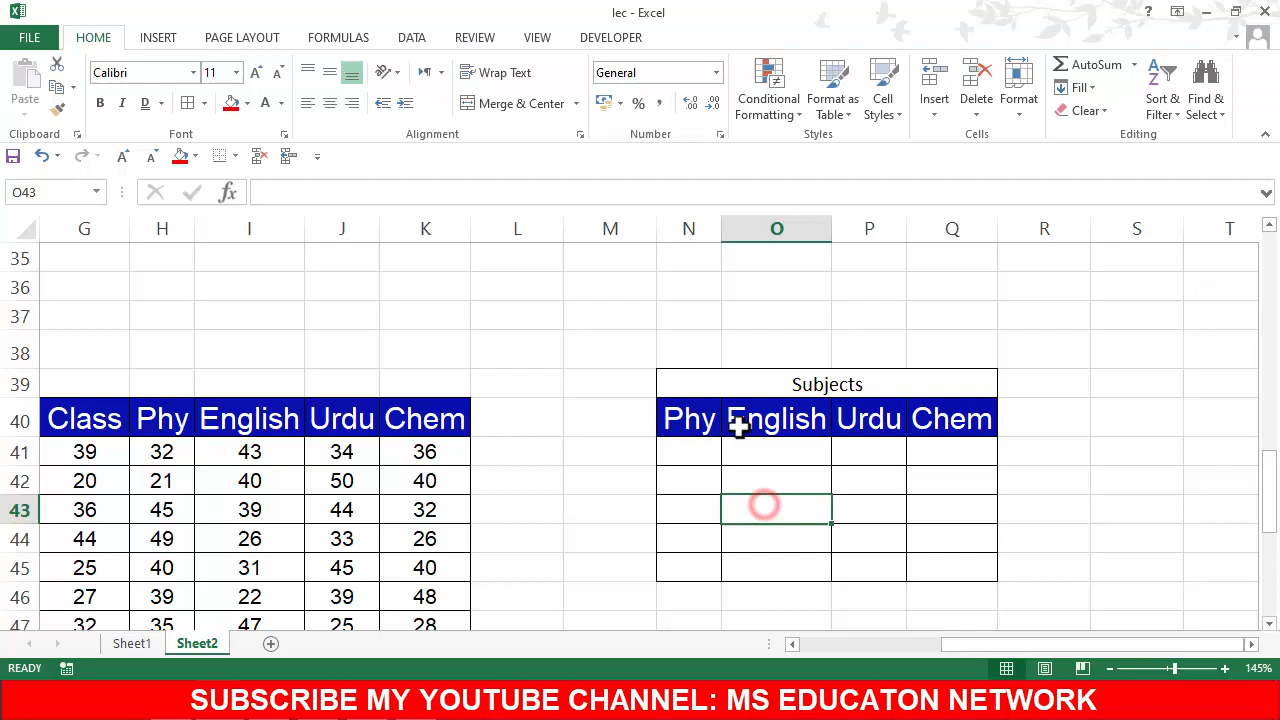 lec - Excel
FILE HOME INSERT PAGE LAYOUT FORMULAS DATA REVIEW VIEW DEVELOPER
Paste
Calibri 11
B I D
Wrap Text
Merge & Center
General
%
Conditional Formatting
Format as Table
Cell Styles
Insert Delete Format
AutoSum
Fill
Clear
Sort & Filter
Find & Select
Clipboard Font Alignment Number Styles Cells Editing
O43
fx
G H I J K L M N O P Q R S T
35
36
37
38
39 Subjects
40 Class Phy English Urdu Chem Phy English Urdu Chem
41 39 32 43 34 36
42 20 21 40 50 40
43 36 45 39 44 32
44 44 49 26 33 26
45 25 40 31 45 40
46 27 39 22 39 48
47 32 35 47 25 28
Sheet1 Sheet2
READY 145%
SUBSCRIBE MY YOUTUBE CHANNEL: MS EDUCATON NETWORK